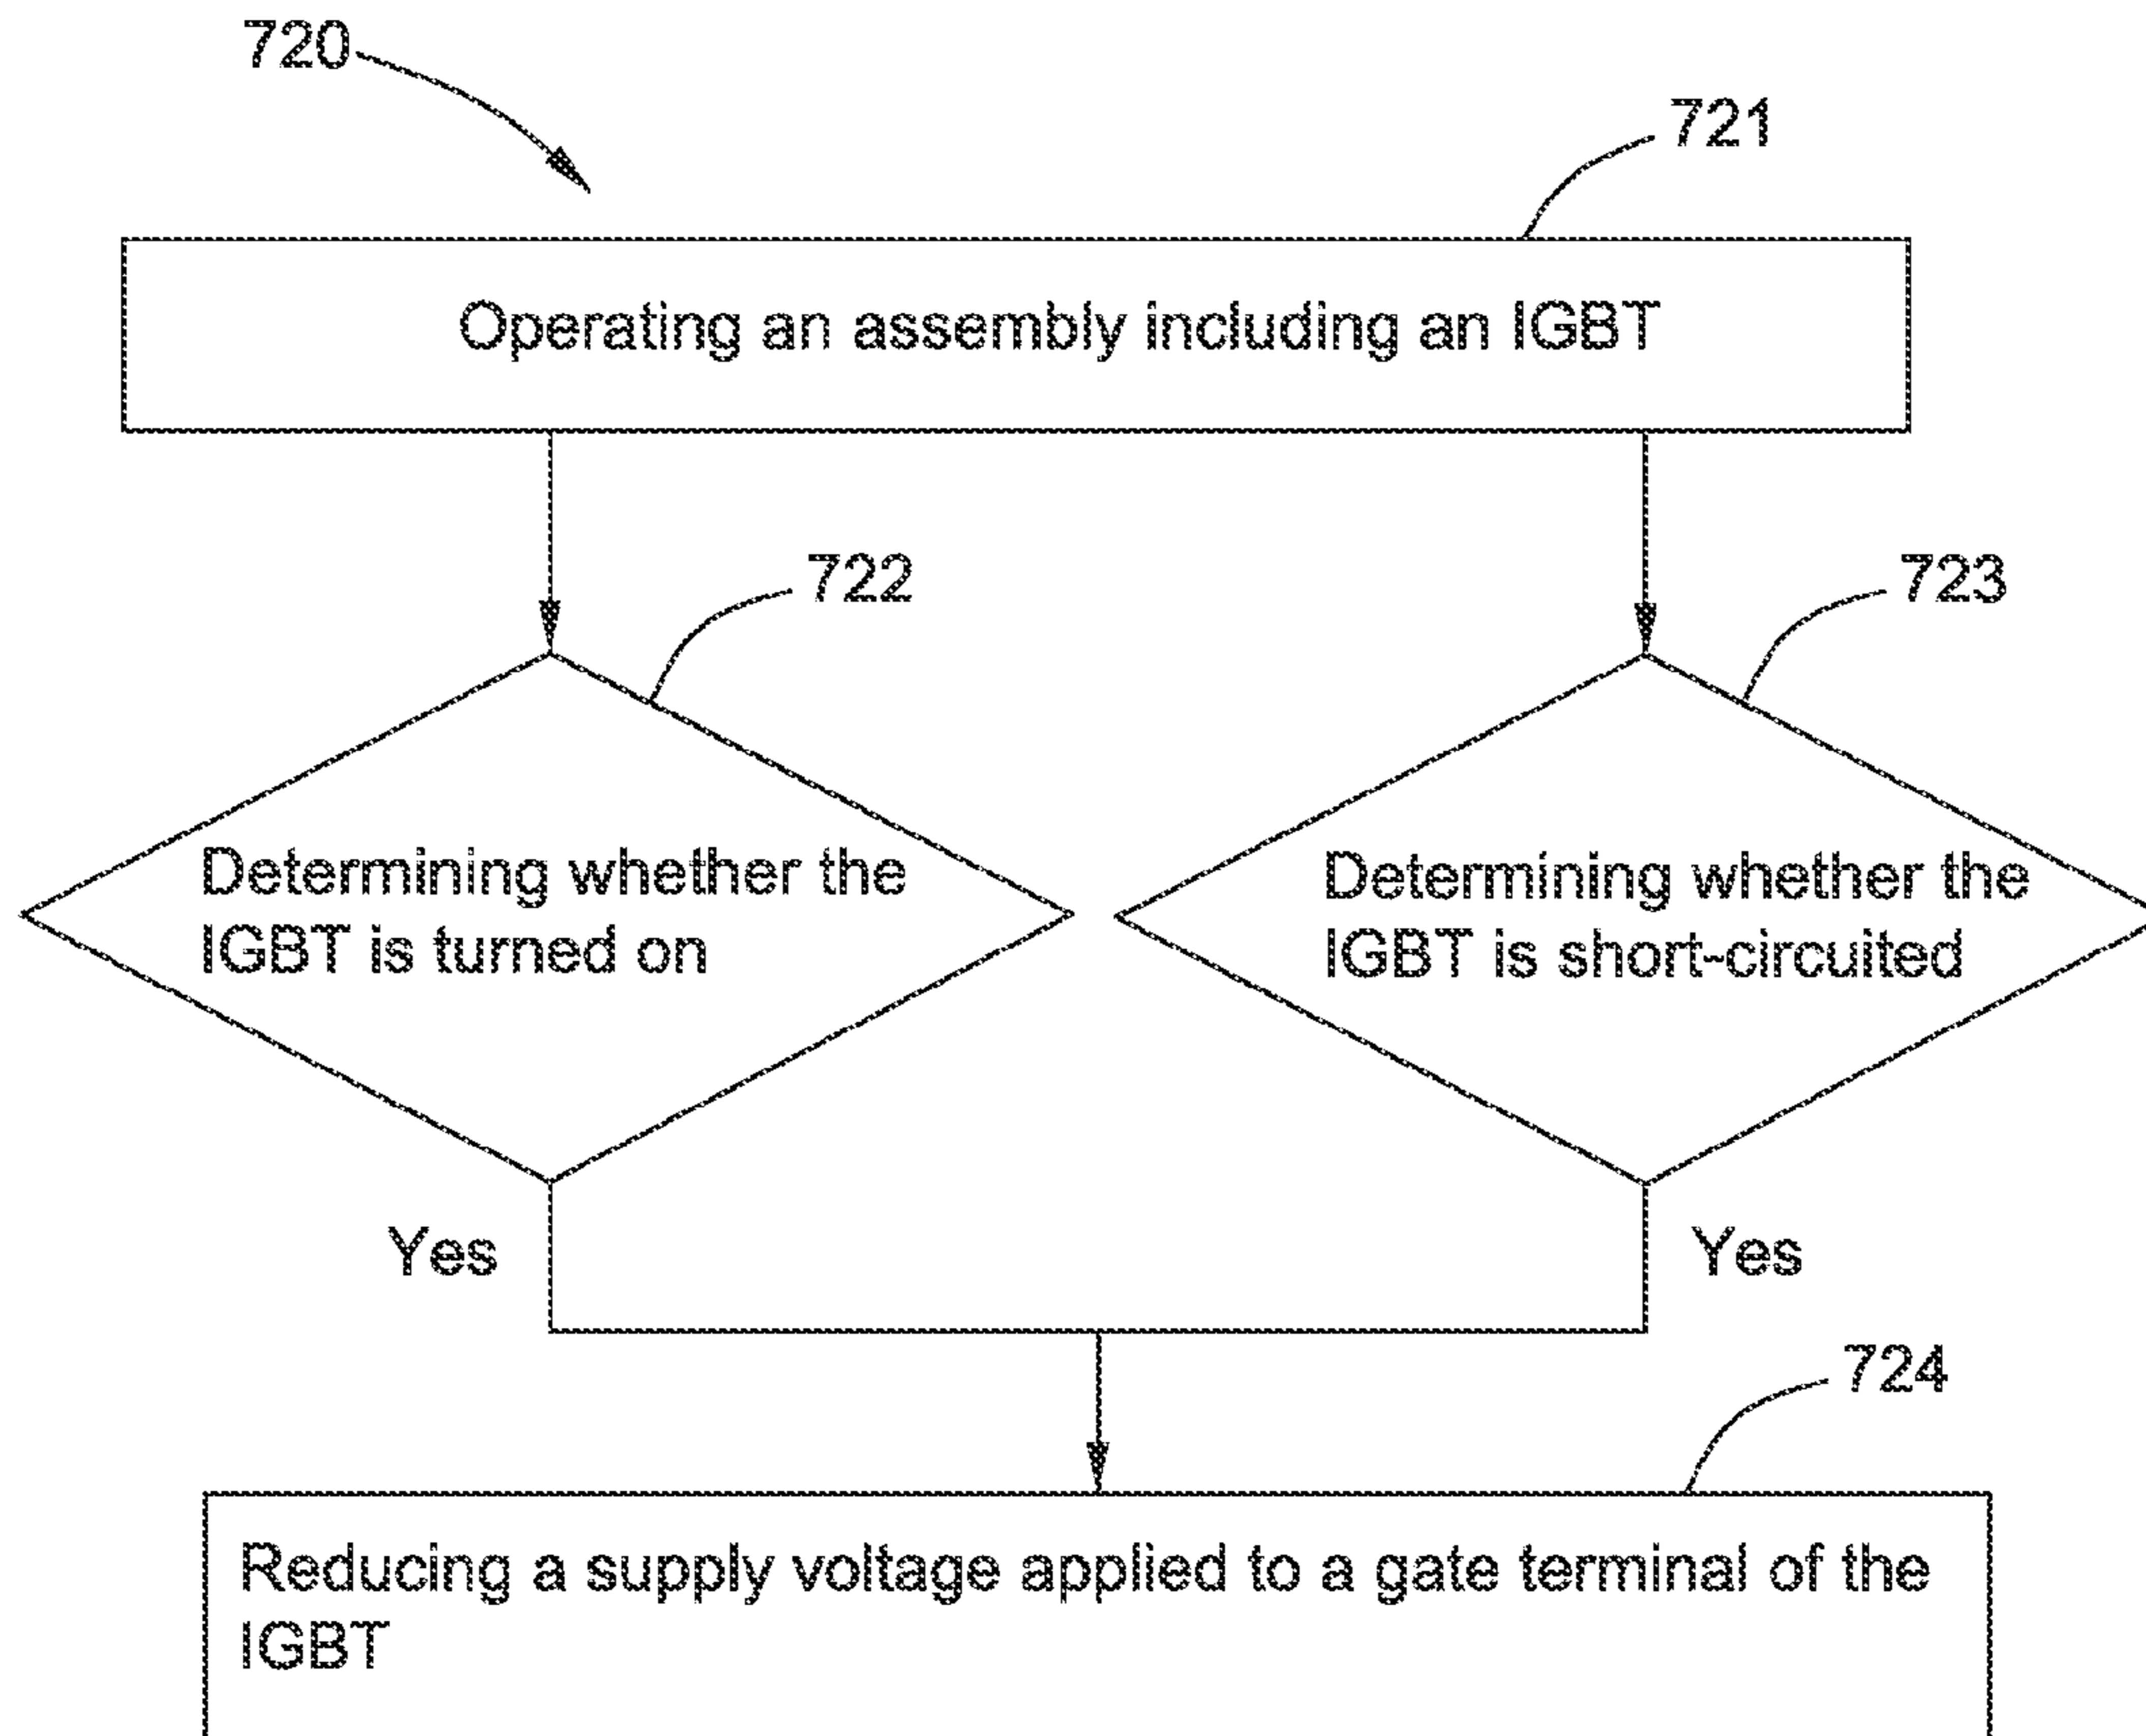 720
721
Operating an assembly including an IGBT
722
723
Determining whether the
IGBT is turned on
Determining whether the
IGBT is short-circuited
Yes
Yes
724
Reducing a supply voltage applied to a gate terminal of the
IGBT